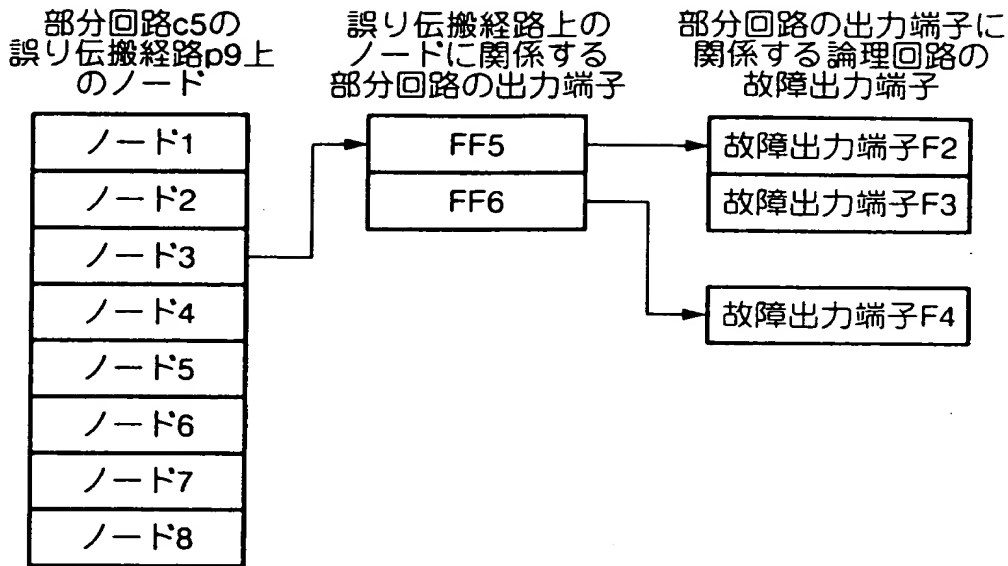 部分回路c5の
誤り伝搬経路p9上
のノード
誤り伝搬経路上の
ノードに関係する
部分回路の出力端子
部分回路の出力端子に
関係する論理回路の
故障出力端子
ノード1
ノード2
ノード3
ノード4
ノード5
ノード6
ノード7
ノード8
FF5
FF6
故障出力端子F2
故障出力端子F3
故障出力端子F4